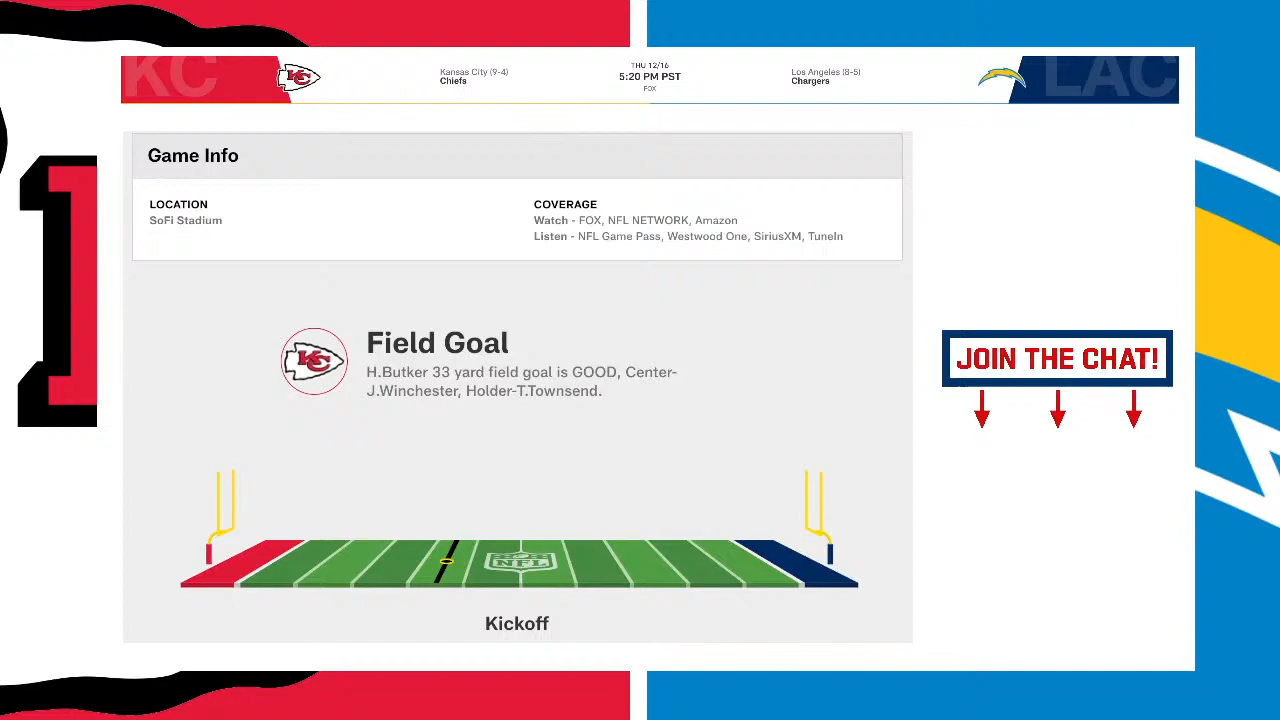 KC
KC
Kansas City (9-4)
Chiefs
THU 12/16
5:20 PM PST
FOX
Los Angeles (8-5)
Chargers
LAC
Game Info
LOCATION
SoFi Stadium
COVERAGE
Watch - FOX, NFL NETWORK, Amazon
Listen - NFL Game Pass, Westwood One, SiriusXM, TuneIn
KC
Field Goal
H.Butker 33 yard field goal is GOOD, Center-
J.Winchester, Holder-T.Townsend.
JOIN THE CHAT!
NFL
Kickoff